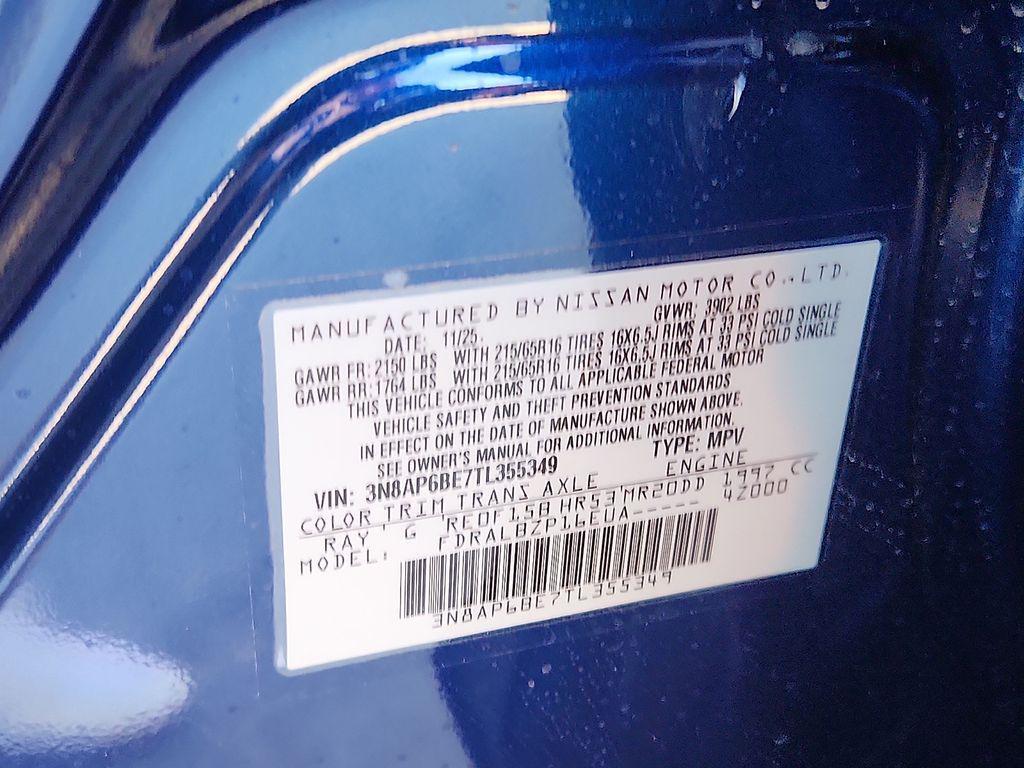 MANUFACTURED BY NISSAN MOTOR CO.,LTD.
DATE: 11/25. GVWR: 3902 LBS
GAWR FR: 2150 LBS WITH 215/65R16 TIRES 16X6.5J RIMS AT 33 PSI COLD SINGLE
GAWR RR: 1764 LBS WITH 215/65R16 TIRES 16X6.5J RIMS AT 33 PSI COLD SINGLE
THIS VEHICLE CONFORMS TO ALL APPLICABLE FEDERAL MOTOR
VEHICLE SAFETY AND THEFT PREVENTION STANDARDS
IN EFFECT ON THE DATE OF MANUFACTURE SHOWN ABOVE.
SEE OWNER'S MANUAL FOR ADDITIONAL INFORMATION.
VIN: 3N8AP6BE7TL355349 TYPE: MPV
COLOR TRIM TRANS AXLE ENGINE
RAY ' G 'RE0F15B HR53'MR20DD 1997 CC
MODEL: FDRALBZP16EUA----- 4Z000
3N8AP6BE7TL355349